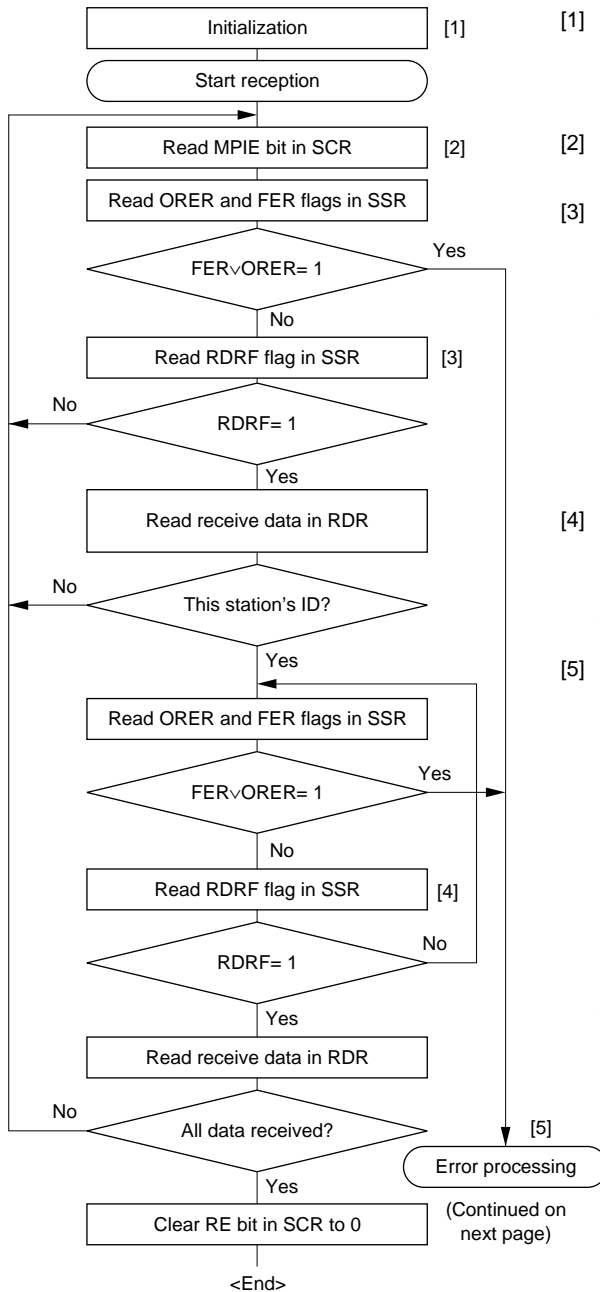 Initialization [1] [1]
Start reception
Read MPIE bit in SCR [2] [2]
Read ORER and FER flags in SSR [3]
FER∨ORER= 1 Yes
No
Read RDRF flag in SSR [3]
No RDRF= 1
Yes
Read receive data in RDR [4]
No This station's ID?
Yes [5]
Read ORER and FER flags in SSR
FER∨ORER= 1 Yes
No
Read RDRF flag in SSR [4]
RDRF= 1 No
Yes
Read receive data in RDR
No All data received? [5]
Error processing
Yes (Continued on
Clear RE bit in SCR to 0 next page)
<End>